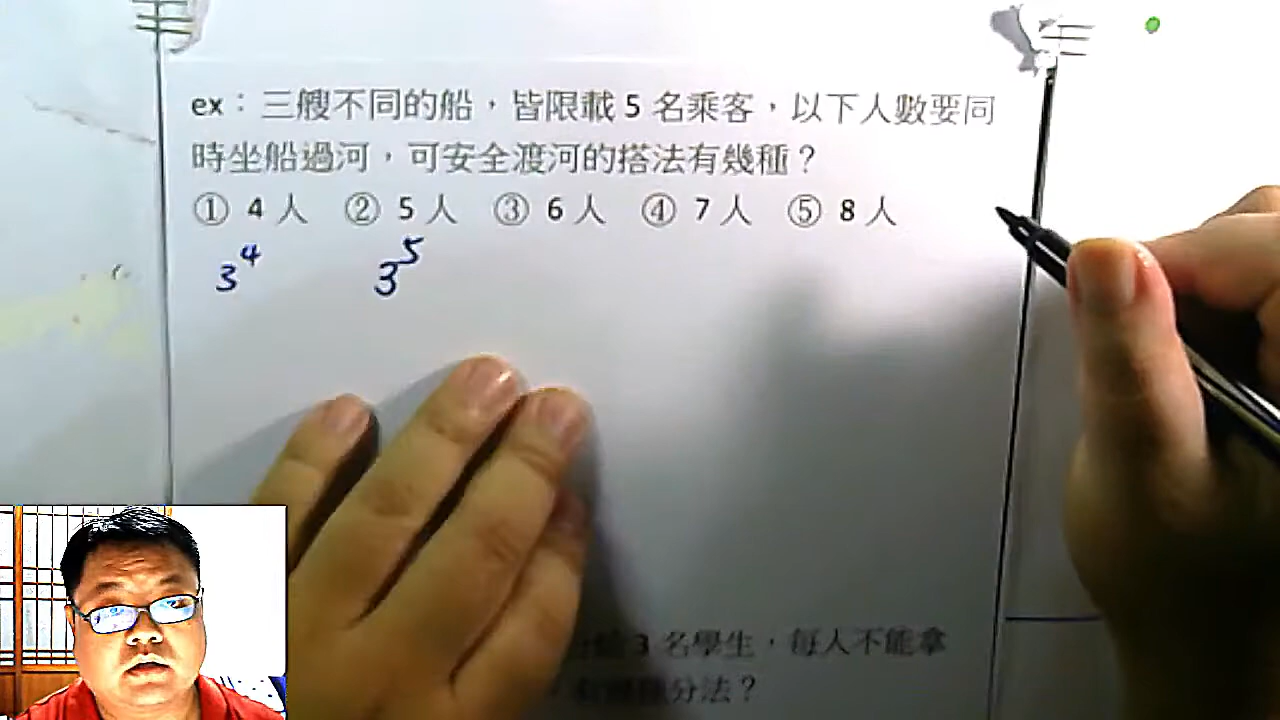 ex：三艘不同的船，皆限載 5 名乘客，以下人數要同
時坐船過河，可安全渡河的搭法有幾種？
① 4 人 ② 5 人 ③ 6 人 ④ 7 人 ⑤ 8 人
3⁴ 3⁵
3 名學生，每人不能拿
分法？